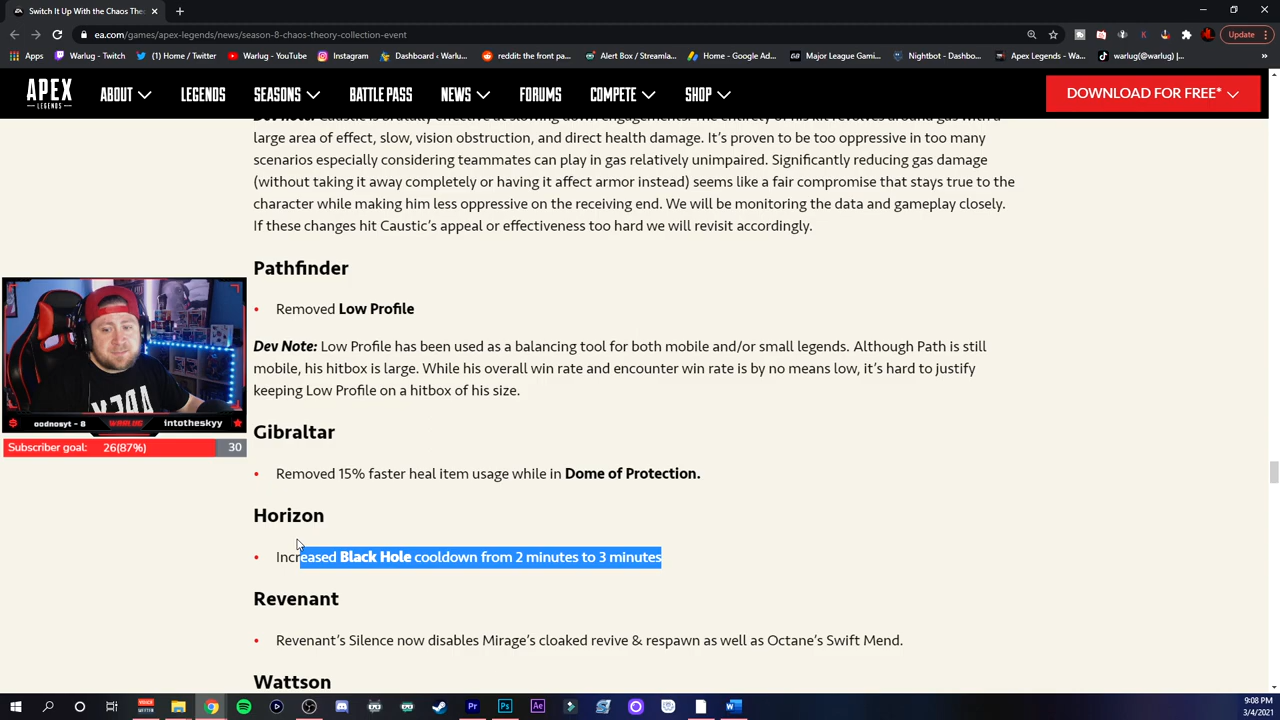 Switch It Up With the Chaos The
ea.com/games/apex-legends/news/season-8-chaos-theory-collection-event
Update
Apps
Warlug - Twitch
(1) Home / Twitter
Warlug - YouTube
Instagram
Dashboard - Warlu...
reddit: the front pa...
Alert Box / Streamla...
Home - Google Ad...
Major League Gami...
Nightbot - Dashbo...
Apex Legends - Wa...
warlug(@warlug) |...
APEX
LEGENDS
ABOUT
LEGENDS
SEASONS
BATTLE PASS
NEWS
FORUMS
COMPETE
SHOP
DOWNLOAD FOR FREE*
Dev Note: Caustic is brutally effective at slowing down engagements. The entirety of his kit revolves around gas with a
large area of effect, slow, vision obstruction, and direct health damage. It's proven to be too oppressive in too many
scenarios especially considering teammates can play in gas relatively unimpaired. Significantly reducing gas damage
(without taking it away completely or having it affect armor instead) seems like a fair compromise that stays true to the
character while making him less oppressive on the receiving end. We will be monitoring the data and gameplay closely.
If these changes hit Caustic's appeal or effectiveness too hard we will revisit accordingly.
Pathfinder
• Removed Low Profile
Dev Note: Low Profile has been used as a balancing tool for both mobile and/or small legends. Although Path is still
mobile, his hitbox is large. While his overall win rate and encounter win rate is by no means low, it's hard to justify
keeping Low Profile on a hitbox of his size.
Gibraltar
• Removed 15% faster heal item usage while in Dome of Protection.
Horizon
• Increased Black Hole cooldown from 2 minutes to 3 minutes
Revenant
• Revenant's Silence now disables Mirage's cloaked revive & respawn as well as Octane's Swift Mend.
Wattson
oodnosyt - 8
WARLUG
intotheskyy
Subscriber goal: 26(87%) 30
9:08 PM
3/4/2021